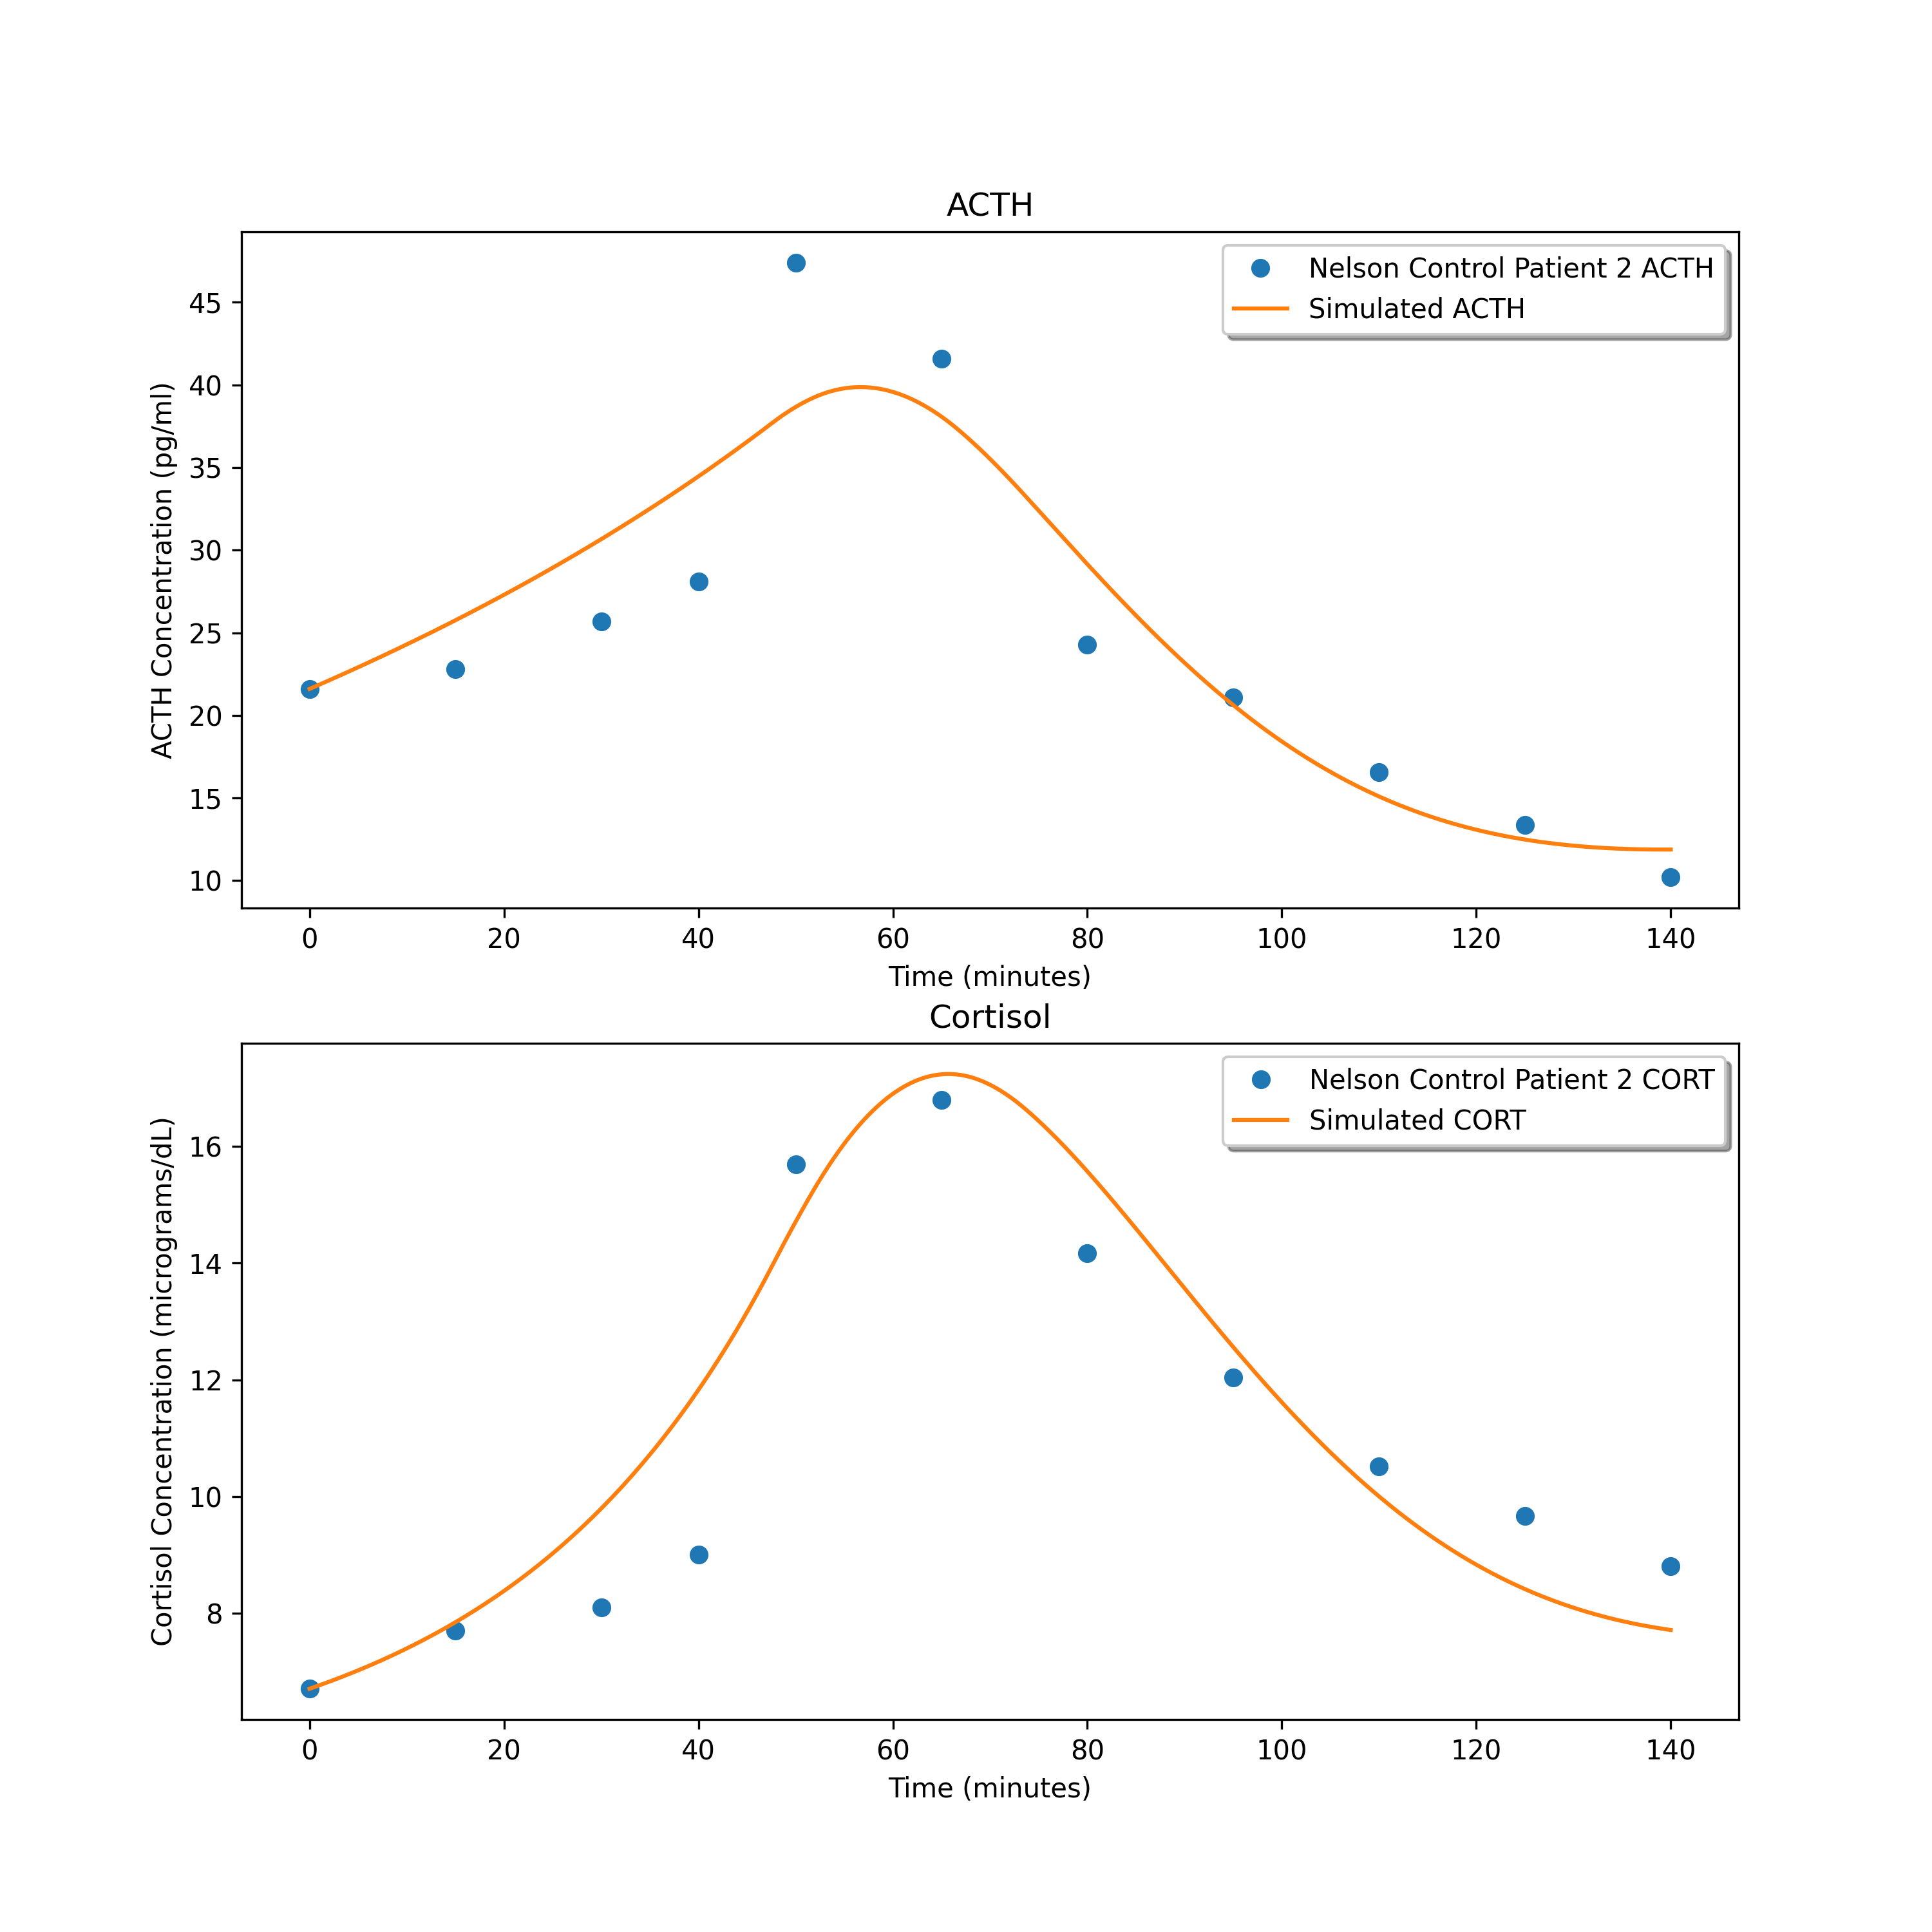 ACTH
Nelson Control Patient 2 ACTH
Simulated ACTH
ACTH Concentration (pg/ml)
45
40
35
30
25
20
15
10
0 20 40 60 80 100 120 140
Time (minutes)
Cortisol
Nelson Control Patient 2 CORT
Simulated CORT
Cortisol Concentration (micrograms/dL)
16
14
12
10
8
0 20 40 60 80 100 120 140
Time (minutes)